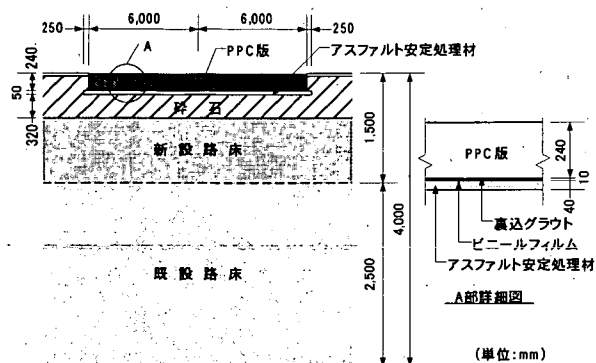 6,000
6,000
250
250
A
PPC版
アスファルト安定処理材
240
50
320
砕石
新設路床
既設路床
1,500
2,500
4,000
PPC版
240
10
40
裏込グラウト
ビニールフィルム
アスファルト安定処理材
A部詳細図
(単位:mm)